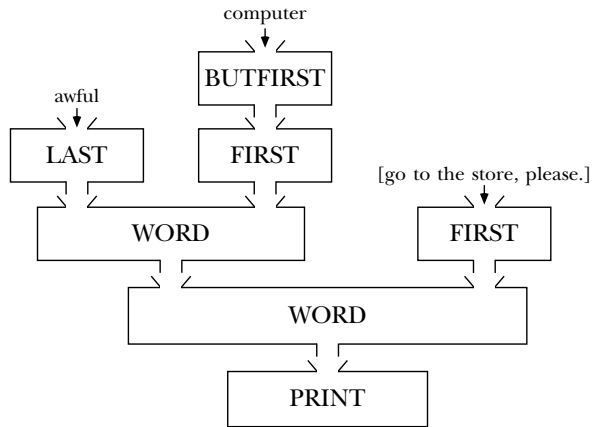 computer
BUTFIRST
awful
LAST
FIRST
[go to the store, please.]
WORD
FIRST
WORD
PRINT